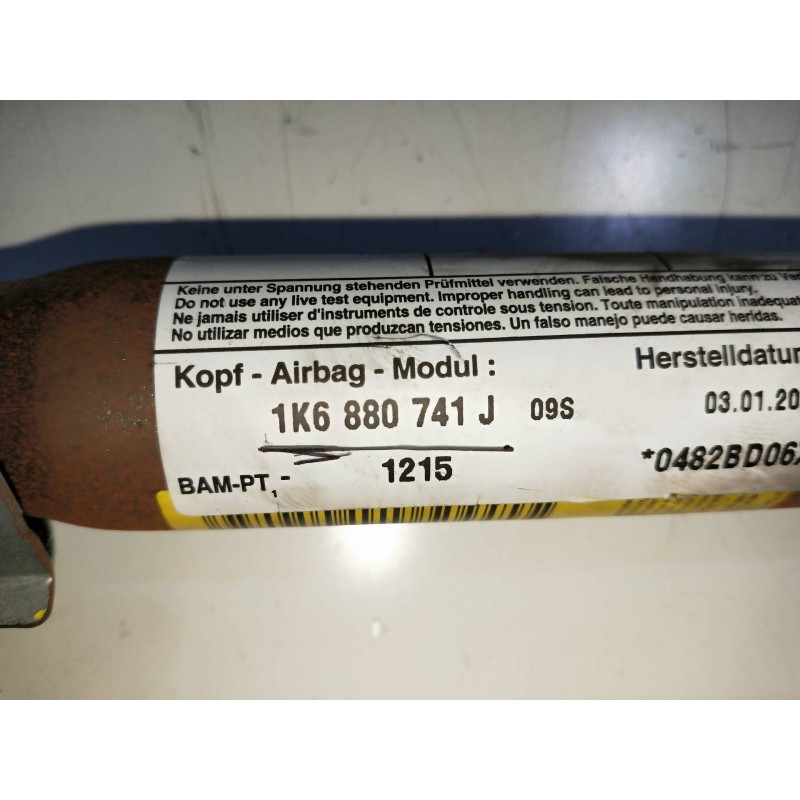 Keine unter Spannung stehenden Prüfmittel verwenden. Falsche Handhabung kann zu
Do not use any live test equipment. Improper handling can lead to personal injury.
Ne jamais utiliser d'instruments de controle sous tension. Toute manipulation
No utilizar medios que produzcan tensiones. Un falso manejo puede causar heridas.
Kopf - Airbag - Modul :
Herstelldatum
1K6 880 741 J 09S
03.01.20
BAM-PT,- 1215
*0482BD06